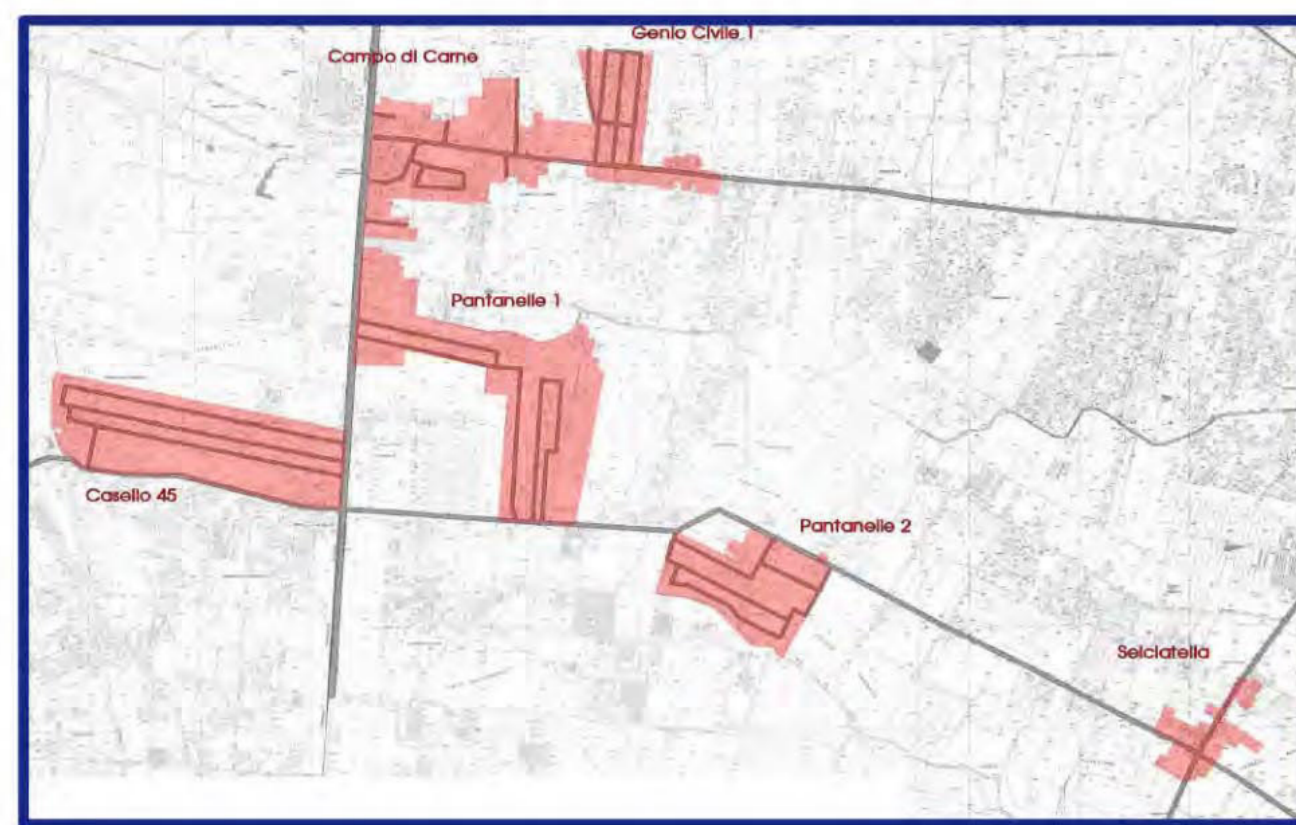 Genio Civile 1
Campo di Carne
Pantanelle 1
Casello 45
Pantanelle 2
Selciatella